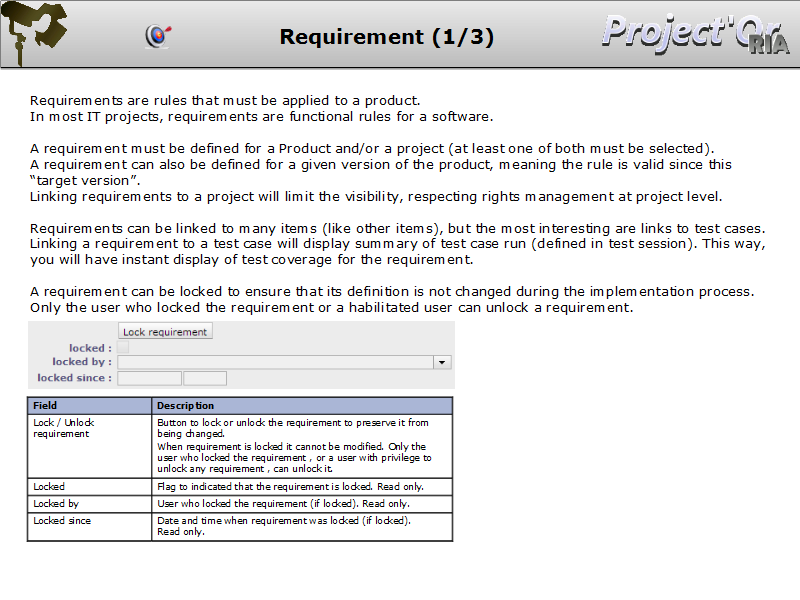 Requirement (1/3)
Project'Or
RIA
Requirements are rules that must be applied to a product.
In most IT projects, requirements are functional rules for a software.
A requirement must be defined for a Product and/or a project (at least one of both must be selected).
A requirement can also be defined for a given version of the product, meaning the rule is valid since this
“target version”.
Linking requirements to a project will limit the visibility, respecting rights management at project level.
Requirements can be linked to many items (like other items), but the most interesting are links to test cases.
Linking a requirement to a test case will display summary of test case run (defined in test session). This way,
you will have instant display of test coverage for the requirement.
A requirement can be locked to ensure that its definition is not changed during the implementation process.
Only the user who locked the requirement or a habilitated user can unlock a requirement.
Lock requirement
locked :
locked by :
locked since :
Field Description
Lock / Unlock Button to lock or unlock the requirement to preserve it from
requirement being changed.
When requirement is locked it cannot be modified. Only the
user who locked the requirement , or a user with privilege to
unlock any requirement , can unlock it.
Locked Flag to indicated that the requirement is locked. Read only.
Locked by User who locked the requirement (if locked). Read only.
Locked since Date and time when requirement was locked (if locked).
Read only.